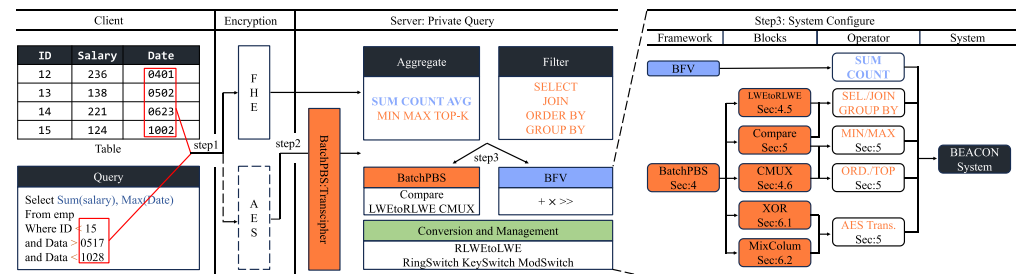 Client
Encryption
Server: Private Query
Step3: System Configure
Framework
Blocks
Operator
System
ID Salary Date
12 236 0401
13 138 0502
14 221 0623
15 124 1002
Table
Query
Select Sum(salary), Max(Date)
From emp
Where ID < 15
and Data > 0517
and Data < 1028
step1
FHE
AES
step2
BatchPBS:Transcipher
Aggregate
SUM COUNT AVG
MIN MAX TOP-K
Filter
SELECT
JOIN
ORDER BY
GROUP BY
step3
BatchPBS
Compare
LWEtoRLWE CMUX
BFV
+ × >>
Conversion and Management
RLWEtoLWE
RingSwitch KeySwitch ModSwitch
BFV
BatchPBS
Sec:4
LWEtoRLWE
Sec:4.5
Compare
Sec:5
CMUX
Sec:4.6
XOR
Sec:6.1
MixColum
Sec:6.2
SUM
COUNT
SEL./JOIN
GROUP BY
MIN/MAX
Sec:5
ORD./TOP
Sec:5
AES Trans.
Sec:5
BEACON
System